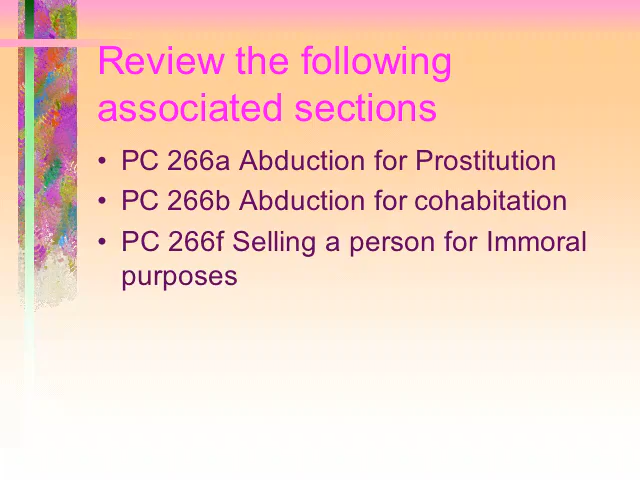 Review the following
associated sections
• PC 266a Abduction for Prostitution
• PC 266b Abduction for cohabitation
• PC 266f Selling a person for Immoral
purposes